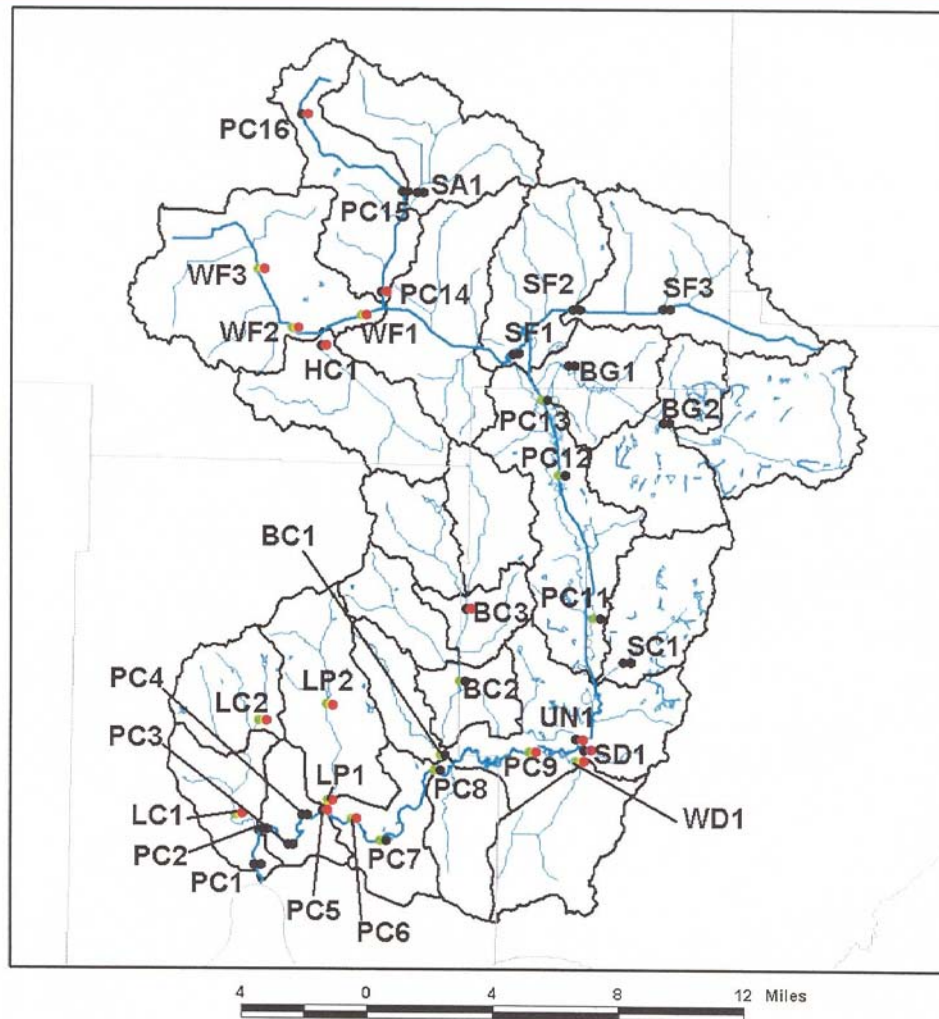 PC16
SA1
PC15
WF3
SF2
SF3
PC14
WF2
WF1
SF1
HC1
BG1
PC13
BG2
PC12
BC1
BC3
PC11
SC1
PC4
LC2
LP2
BC2
PC3
UN1
PC9
SD1
LP1
PC8
LC1
WD1
PC2
PC7
PC1
PC5
PC6
4 0 4 8 12 Miles